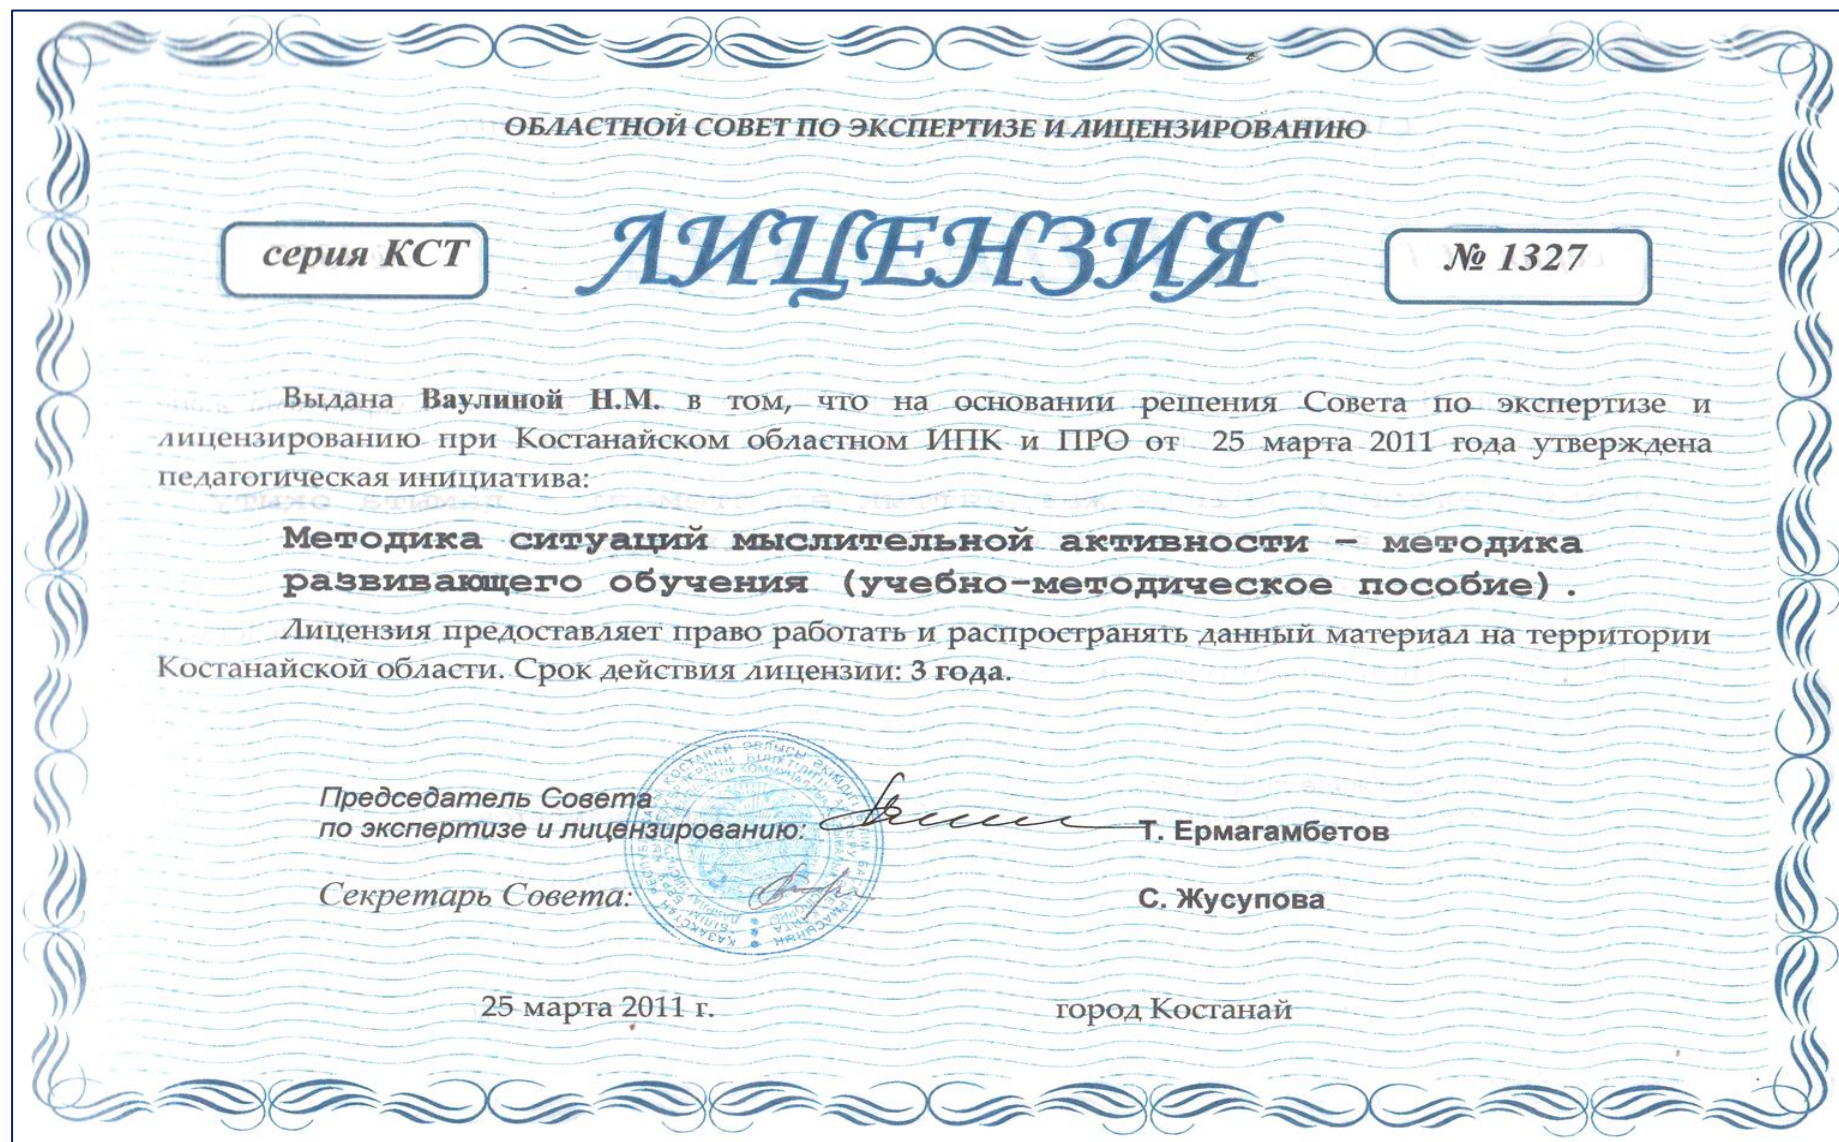 ОБЛАСТНОЙ СОВЕТ ПО ЭКСПЕРТИЗЕ И ЛИЦЕНЗИРОВАНИЮ
серия КСТ
ЛИЦЕНЗИЯ
№ 1327
Выдана Ваулиной Н.М. в том, что на основании решения Совета по экспертизе и
лицензированию при Костанайском областном ИПК и ПРО от 25 марта 2011 года утверждена
педагогическая инициатива:
Методика ситуаций мыслительной активности – методика
развивающего обучения (учебно-методическое пособие).
Лицензия предоставляет право работать и распространять данный материал на территории
Костанайской области. Срок действия лицензии: 3 года.
Председатель Совета
по экспертизе и лицензированию:
Т. Ермагамбетов
Секретарь Совета:
С. Жусупова
25 марта 2011 г.
город Костанай